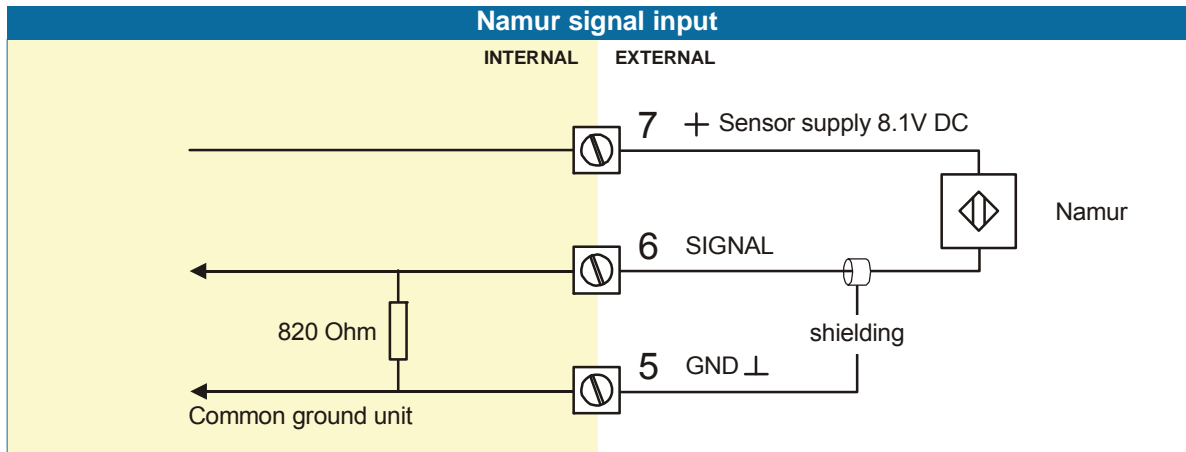 Namur signal input
INTERNAL EXTERNAL
7 + Sensor supply 8.1V DC
Namur
6 SIGNAL
820 Ohm
shielding
5 GND ⊥
Common ground unit